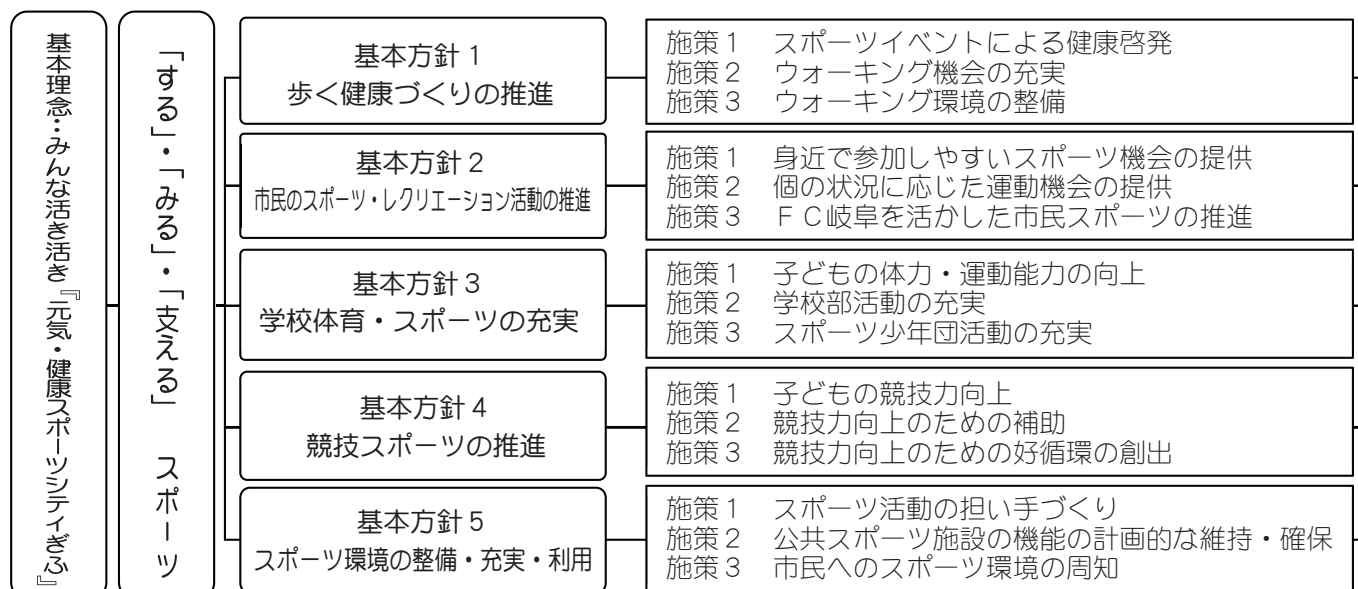 基本理念：みんな活き活き『元気・健康スポーツシティぎふ』
「する」・「みる」・「支える」　スポーツ
基本方針１
歩く健康づくりの推進
施策１　スポーツイベントによる健康啓発
施策２　ウォーキング機会の充実
施策３　ウォーキング環境の整備
基本方針２
市民のスポーツ・レクリエーション活動の推進
施策１　身近で参加しやすいスポーツ機会の提供
施策２　個の状況に応じた運動機会の提供
施策３　ＦＣ岐阜を活かした市民スポーツの推進
基本方針３
学校体育・スポーツの充実
施策１　子どもの体力・運動能力の向上
施策２　学校部活動の充実
施策３　スポーツ少年団活動の充実
基本方針４
競技スポーツの推進
施策１　子どもの競技力向上
施策２　競技力向上のための補助
施策３　競技力向上のための好循環の創出
基本方針５
スポーツ環境の整備・充実・利用
施策１　スポーツ活動の担い手づくり
施策２　公共スポーツ施設の機能の計画的な維持・確保
施策３　市民へのスポーツ環境の周知